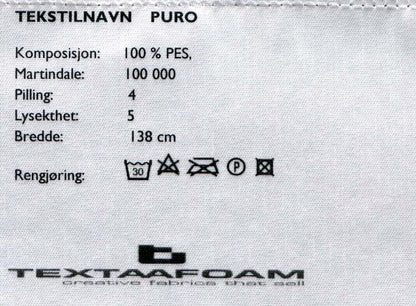 TEKSTILNAVN PURO
Komposisjon: 100 % PES,
Martindale: 100 000
Pilling: 4
Lysekthet: 5
Bredde: 138 cm
Rengjøring: 30 P
TEXTAAFOAM
creative fabrics that sell